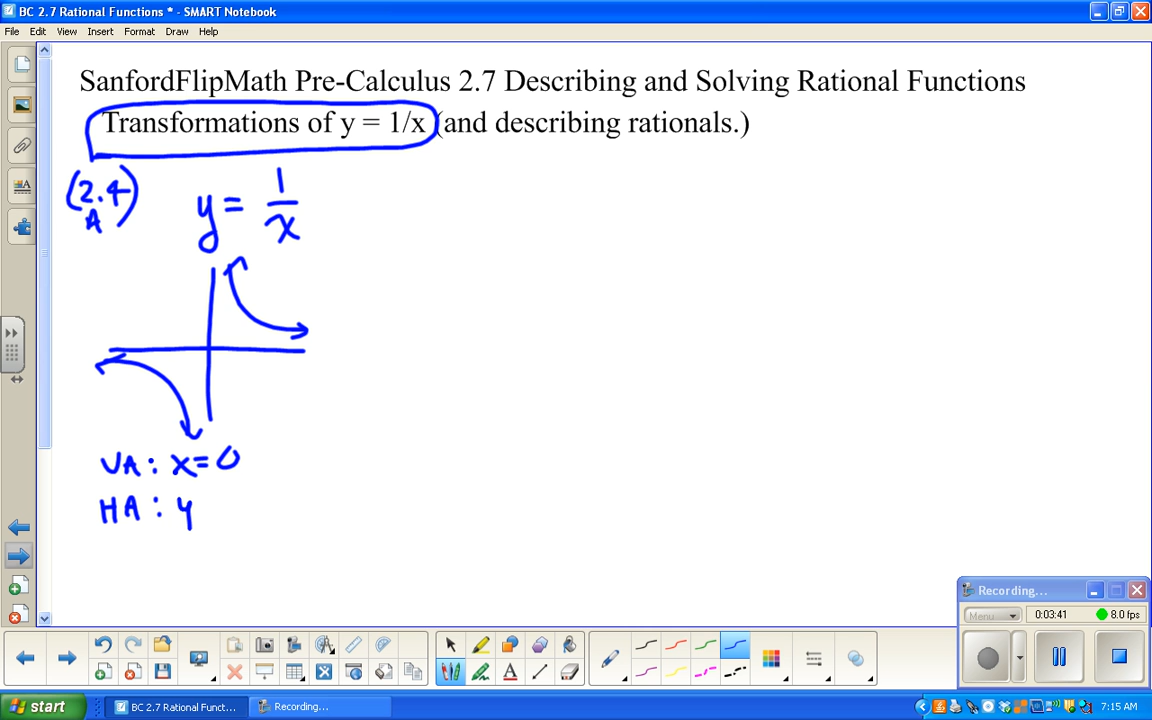 BC 2.7 Rational Functions * - SMART Notebook
File Edit View Insert Format Draw Help
SanfordFlipMath Pre-Calculus 2.7 Describing and Solving Rational Functions
Transformations of y = 1/x (and describing rationals.)
(2.4)
A
y = 1/x
VA: x=0
HA: y
Recording...
Menu 0:03:41 8.0 fps
start BC 2.7 Rational Funct... Recording... 7:15 AM